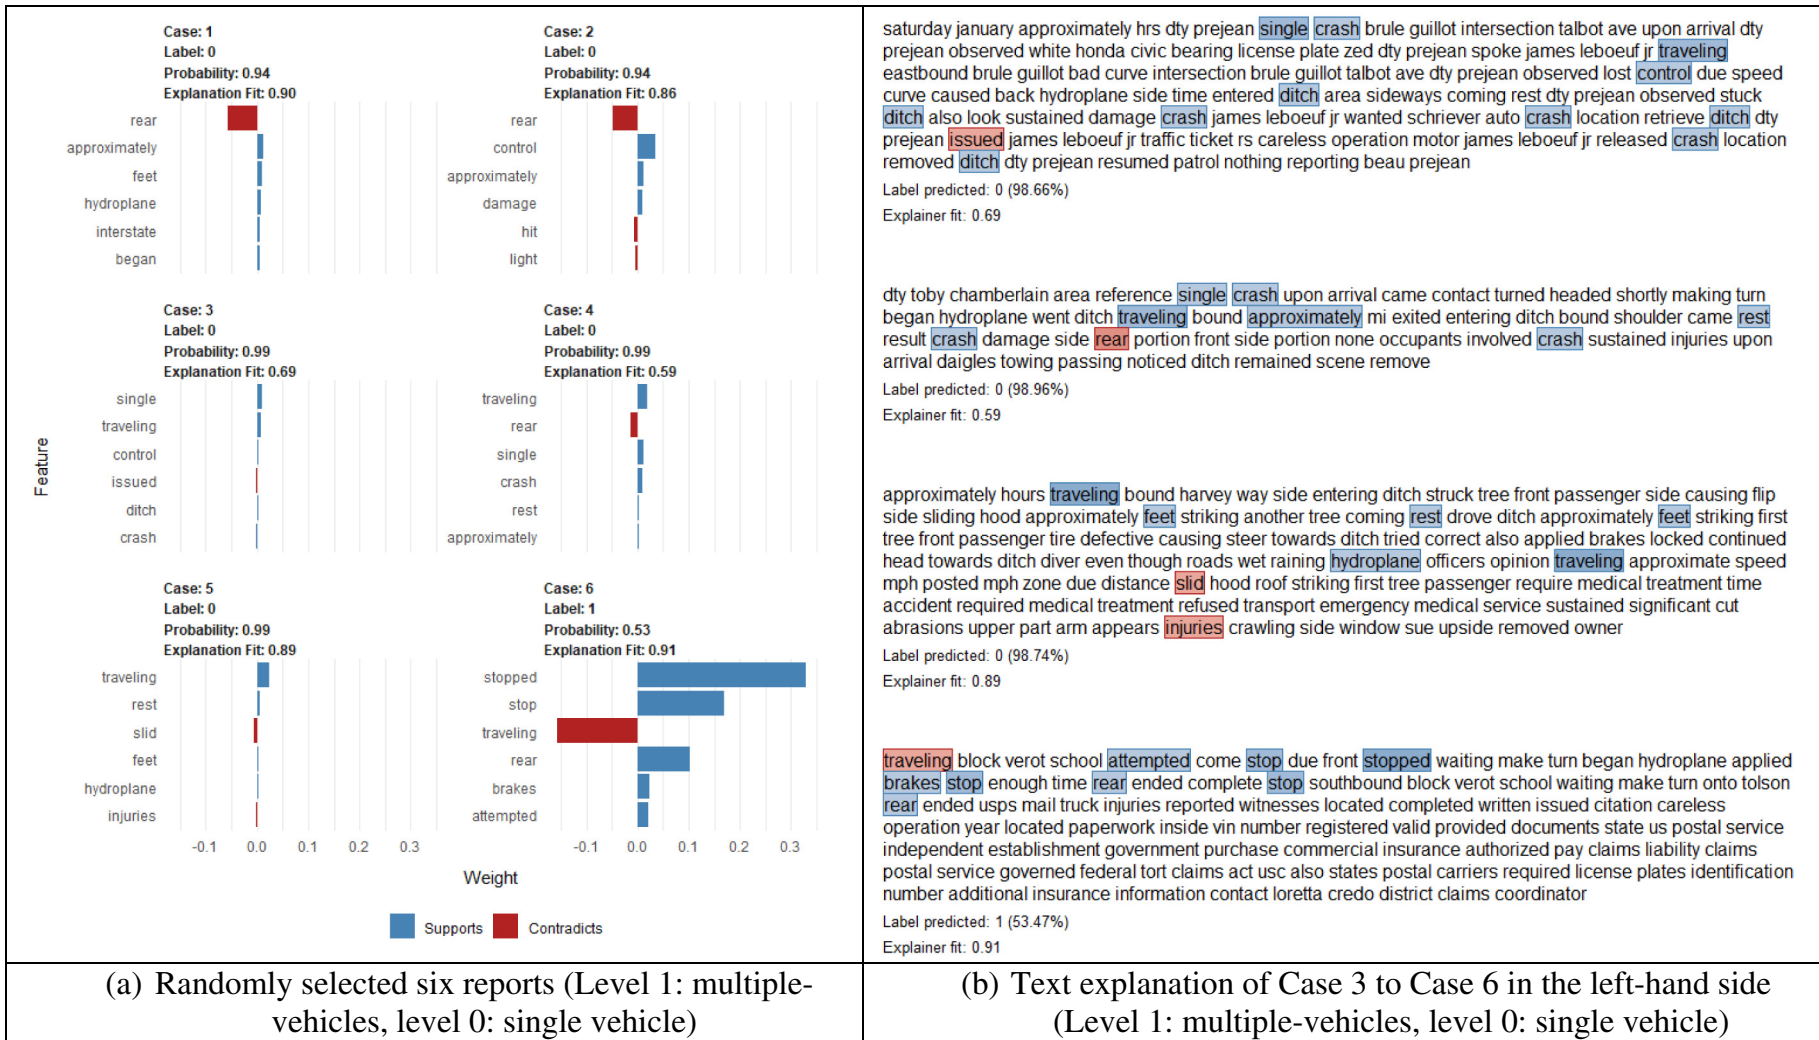 Case: 1
Label: 0
Probability: 0.94
Explanation Fit: 0.90
rear
approximately
feet
hydroplane
interstate
began
Case: 2
Label: 0
Probability: 0.94
Explanation Fit: 0.86
rear
control
approximately
damage
hit
light
Case: 3
Label: 0
Probability: 0.99
Explanation Fit: 0.69
single
traveling
control
issued
ditch
crash
Case: 4
Label: 0
Probability: 0.99
Explanation Fit: 0.59
traveling
rear
single
crash
rest
approximately
Case: 5
Label: 0
Probability: 0.99
Explanation Fit: 0.89
traveling
rest
slid
feet
hydroplane
injuries
Case: 6
Label: 1
Probability: 0.53
Explanation Fit: 0.91
stopped
stop
traveling
rear
brakes
attempted
Feature
-0.1 0.0 0.1 0.2 0.3
-0.1 0.0 0.1 0.2 0.3
Weight
Supports Contradicts
(a) Randomly selected six reports (Level 1: multiple-
vehicles, level 0: single vehicle)
saturday january approximately hrs dty prejean single crash brule guillot intersection talbot ave upon arrival dty
prejean observed white honda civic bearing license plate zed dty prejean spoke james leboeuf jr traveling
eastbound brule guillot bad curve intersection brule guillot talbot ave dty prejean observed lost control due speed
curve caused back hydroplane side time entered ditch area sideways coming rest dty prejean observed stuck
ditch also look sustained damage crash james leboeuf jr wanted schriever auto crash location retrieve ditch dty
prejean issued james leboeuf jr traffic ticket rs careless operation motor james leboeuf jr released crash location
removed ditch dty prejean resumed patrol nothing reporting beau prejean
Label predicted: 0 (98.66%)
Explainer fit: 0.69
dty toby chamberlain area reference single crash upon arrival came contact turned headed shortly making turn
began hydroplane went ditch traveling bound approximately mi exited entering ditch bound shoulder came rest
result crash damage side rear portion front side portion none occupants involved crash sustained injuries upon
arrival daigles towing passing noticed ditch remained scene remove
Label predicted: 0 (98.96%)
Explainer fit: 0.59
approximately hours traveling bound harvey way side entering ditch struck tree front passenger side causing flip
side sliding hood approximately feet striking another tree coming rest drove ditch approximately feet striking first
tree front passenger tire defective causing steer towards ditch tried correct also applied brakes locked continued
head towards ditch diver even though roads wet raining hydroplane officers opinion traveling approximate speed
mph posted mph zone due distance slid hood roof striking first tree passenger require medical treatment time
accident required medical treatment refused transport emergency medical service sustained significant cut
abrasions upper part arm appears injuries crawling side window sue upside removed owner
Label predicted: 0 (98.74%)
Explainer fit: 0.89
traveling block verot school attempted come stop due front stopped waiting make turn began hydroplane applied
brakes stop enough time rear ended complete stop southbound block verot school waiting make turn onto tolson
rear ended usps mail truck injuries reported witnesses located completed written issued citation careless
operation year located paperwork inside vin number registered valid provided documents state us postal service
independent establishment government purchase commercial insurance authorized pay claims liability claims
postal service governed federal tort claims act usc also states postal carriers required license plates identification
number additional insurance information contact loretta credo district claims coordinator
Label predicted: 1 (53.47%)
Explainer fit: 0.91
(b) Text explanation of Case 3 to Case 6 in the left-hand side
(Level 1: multiple-vehicles, level 0: single vehicle)